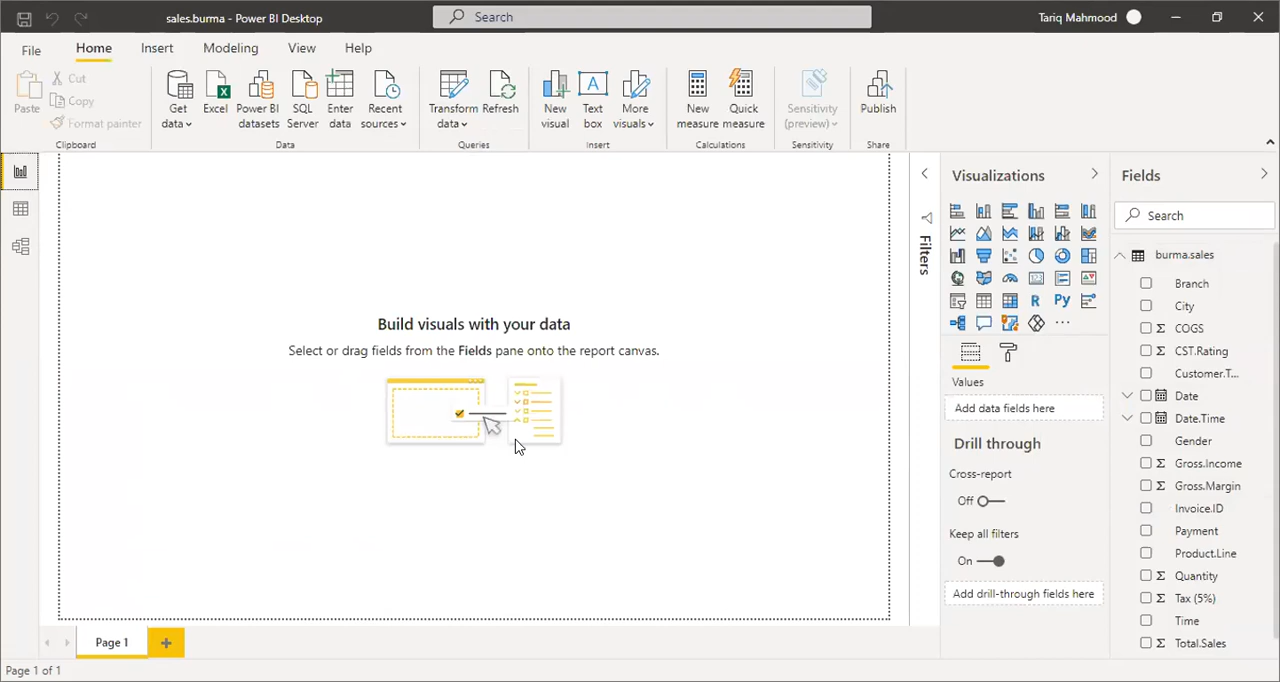 sales.burma - Power BI Desktop
Search
Tariq Mahmood
File
Home
Insert
Modeling
View
Help
Paste
Cut
Copy
Format painter
Clipboard
Get data
Excel
Power BI datasets
SQL Server
Enter data
Recent sources
Data
Transform data
Refresh
Queries
New visual
Text box
More visuals
Insert
New measure
Quick measure
Calculations
Sensitivity (preview)
Sensitivity
Publish
Share
Build visuals with your data
Select or drag fields from the Fields pane onto the report canvas.
Filters
Visualizations
R
Py
Values
Add data fields here
Drill through
Cross-report
Off
Keep all filters
On
Add drill-through fields here
Fields
Search
burma.sales
Branch
City
Σ COGS
Σ CST.Rating
Customer.T...
Date
Date.Time
Gender
Σ Gross.Income
Σ Gross.Margin
Invoice.ID
Payment
Product.Line
Σ Quantity
Σ Tax (5%)
Time
Σ Total.Sales
Page 1
Page 1 of 1